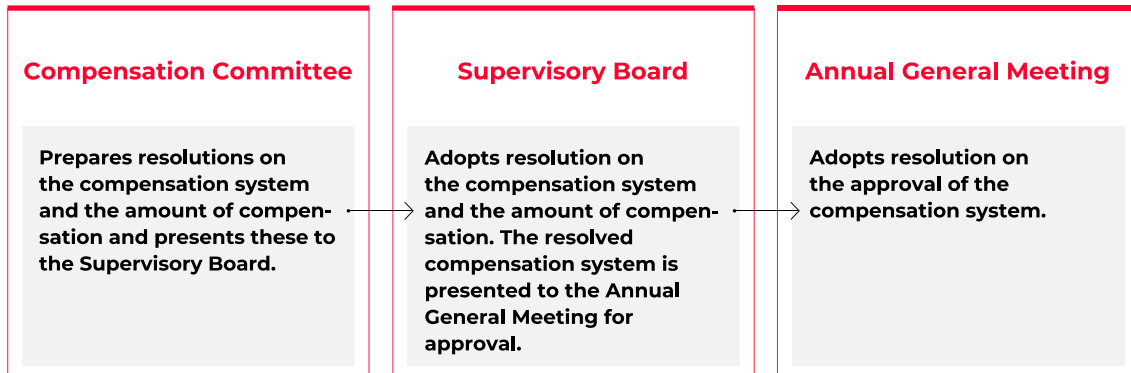 Compensation Committee
Prepares resolutions on
the compensation system
and the amount of compen-
sation and presents these to
the Supervisory Board.
Supervisory Board
Adopts resolution on
the compensation system
and the amount of compen-
sation. The resolved
compensation system is
presented to the Annual
General Meeting for
approval.
Annual General Meeting
Adopts resolution on
the approval of the
compensation system.